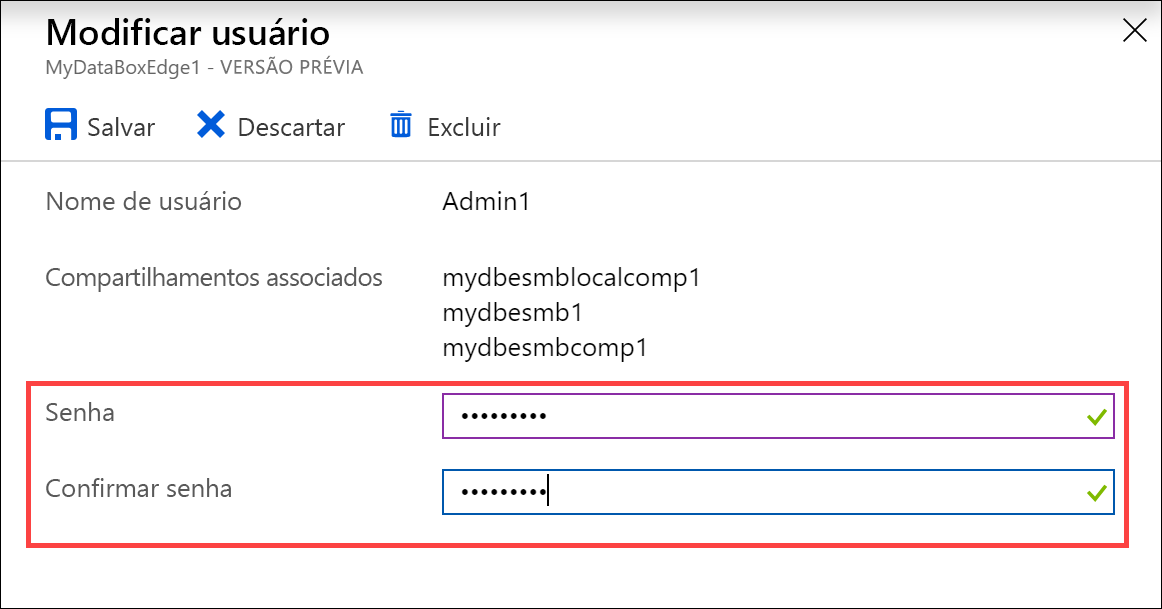 Modificar usuário
MyDataBoxEdge1 - VERSÃO PRÉVIA
Salvar Descartar Excluir
Nome de usuário Admin1
Compartilhamentos associados mydbesmblocalcomp1
mydbesmb1
mydbesmbcomp1
Senha •••••••••
Confirmar senha •••••••••